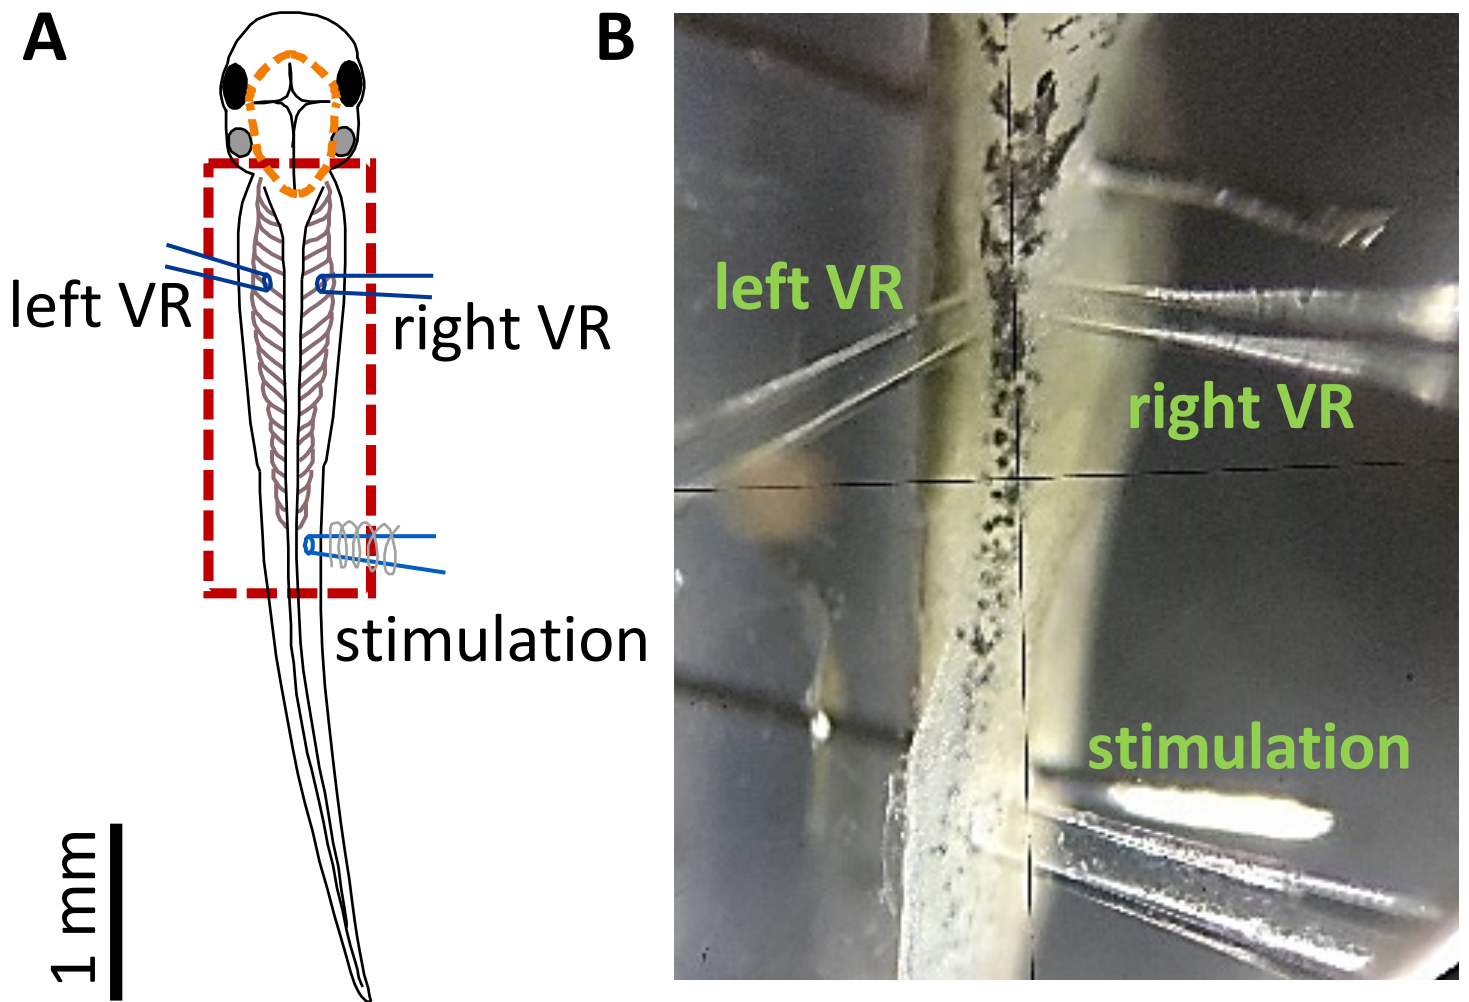 A
B
left VR
right VR
stimulation
1 mm
left VR
right VR
stimulation